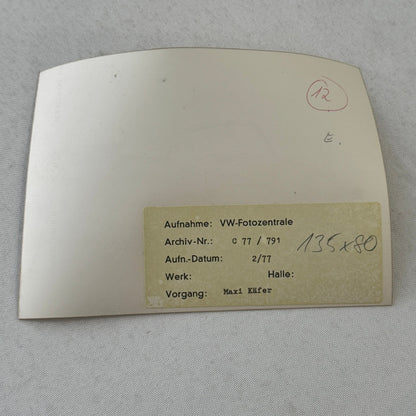 12
E.
Aufnahme: VW-Fotozentrale
Archiv-Nr.: C 77 / 791 135x80
Aufn.-Datum: 2/77
Werk: Halle:
Vorgang: Maxi Käfer